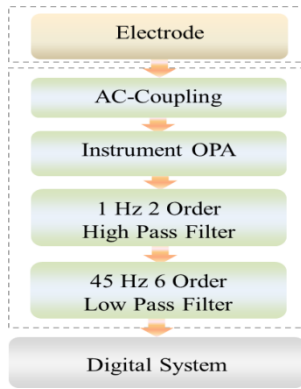 Electrode
AC-Coupling
Instrument OPA
1 Hz 2 Order
High Pass Filter
45 Hz 6 Order
Low Pass Filter
Digital System